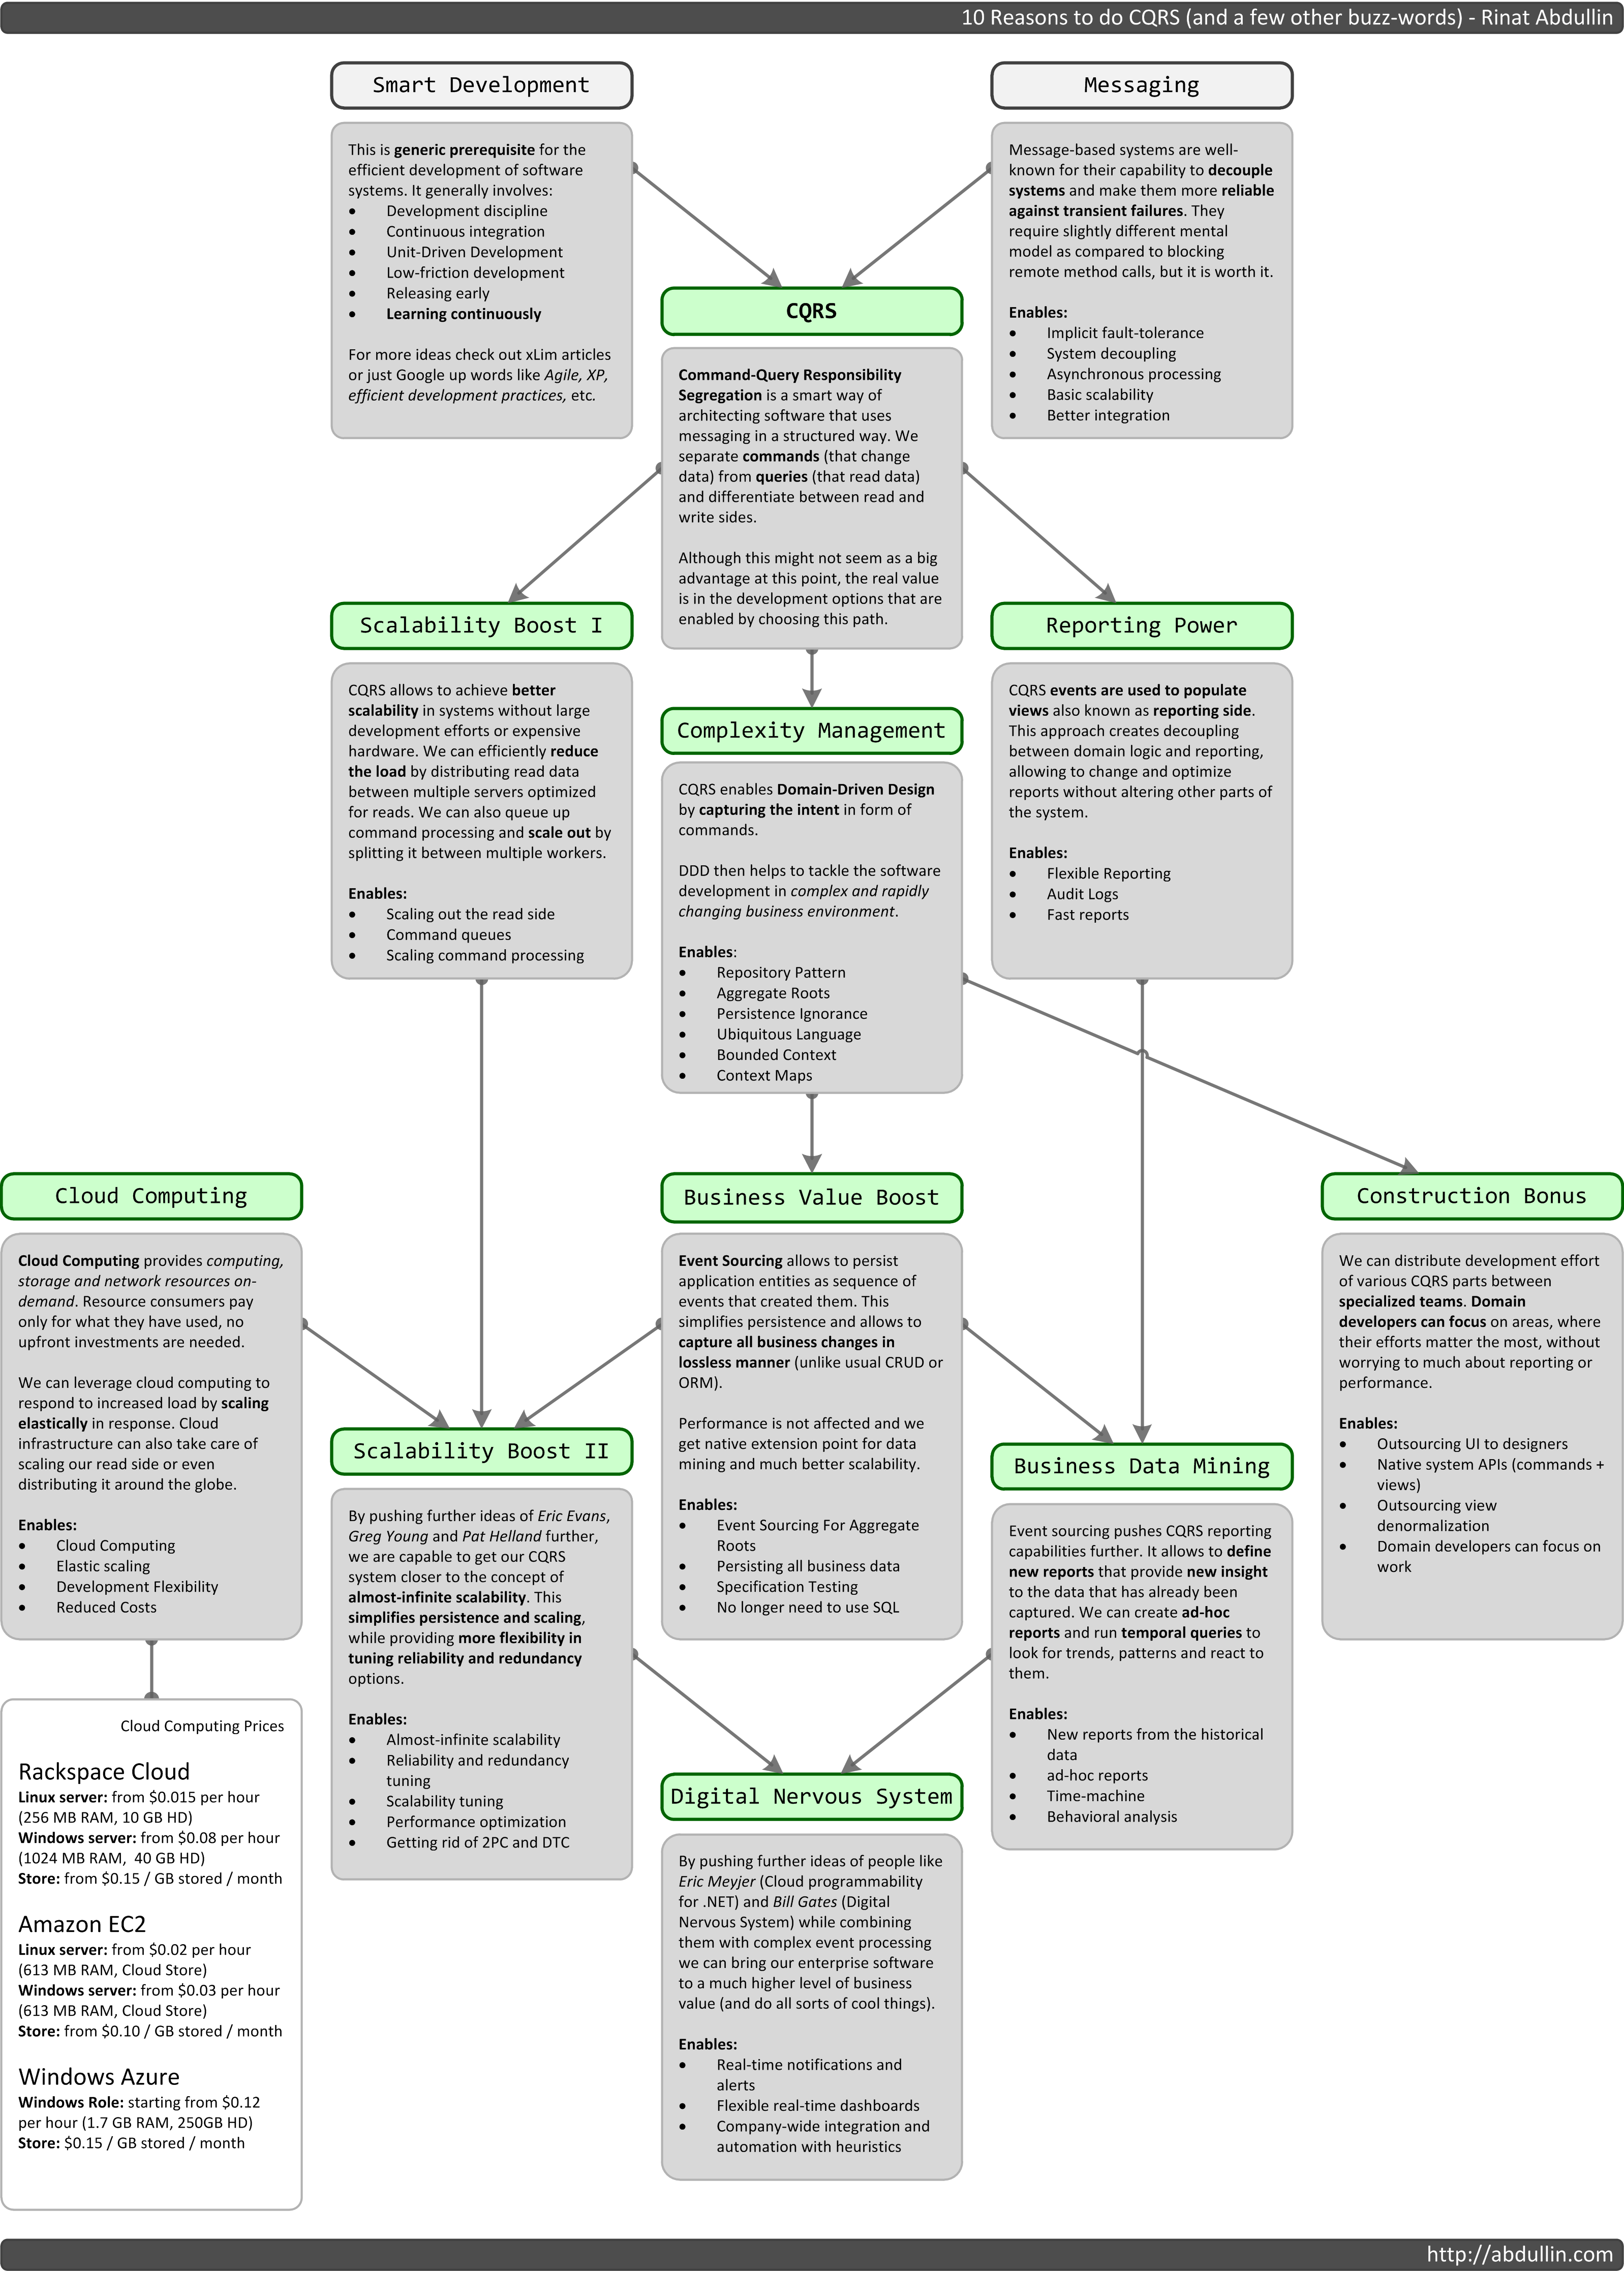 10 Reasons to do CQRS (and a few other buzz-words) - Rinat Abdullin
Smart Development
This is generic prerequisite for the
efficient development of software
systems. It generally involves:
• Development discipline
• Continuous integration
• Unit-Driven Development
• Low-friction development
• Releasing early
• Learning continuously
For more ideas check out xLim articles
or just Google up words like Agile, XP,
efficient development practices, etc.
Messaging
Message-based systems are well-
known for their capability to decouple
systems and make them more reliable
against transient failures. They
require slightly different mental
model as compared to blocking
remote method calls, but it is worth it.
Enables:
• Implicit fault-tolerance
• System decoupling
• Asynchronous processing
• Basic scalability
• Better integration
CQRS
Command-Query Responsibility
Segregation is a smart way of
architecting software that uses
messaging in a structured way. We
separate commands (that change
data) from queries (that read data)
and differentiate between read and
write sides.
Although this might not seem as a big
advantage at this point, the real value
is in the development options that are
enabled by choosing this path.
Scalability Boost I
CQRS allows to achieve better
scalability in systems without large
development efforts or expensive
hardware. We can efficiently reduce
the load by distributing read data
between multiple servers optimized
for reads. We can also queue up
command processing and scale out by
splitting it between multiple workers.
Enables:
• Scaling out the read side
• Command queues
• Scaling command processing
Complexity Management
CQRS enables Domain-Driven Design
by capturing the intent in form of
commands.
DDD then helps to tackle the software
development in complex and rapidly
changing business environment.
Enables:
• Repository Pattern
• Aggregate Roots
• Persistence Ignorance
• Ubiquitous Language
• Bounded Context
• Context Maps
Reporting Power
CQRS events are used to populate
views also known as reporting side.
This approach creates decoupling
between domain logic and reporting,
allowing to change and optimize
reports without altering other parts of
the system.
Enables:
• Flexible Reporting
• Audit Logs
• Fast reports
Cloud Computing
Cloud Computing provides computing,
storage and network resources on-
demand. Resource consumers pay
only for what they have used, no
upfront investments are needed.
We can leverage cloud computing to
respond to increased load by scaling
elastically in response. Cloud
infrastructure can also take care of
scaling our read side or even
distributing it around the globe.
Enables:
• Cloud Computing
• Elastic scaling
• Development Flexibility
• Reduced Costs
Business Value Boost
Event Sourcing allows to persist
application entities as sequence of
events that created them. This
simplifies persistence and allows to
capture all business changes in
lossless manner (unlike usual CRUD or
ORM).
Performance is not affected and we
get native extension point for data
mining and much better scalability.
Enables:
• Event Sourcing For Aggregate
Roots
• Persisting all business data
• Specification Testing
• No longer need to use SQL
Construction Bonus
We can distribute development effort
of various CQRS parts between
specialized teams. Domain
developers can focus on areas, where
their efforts matter the most, without
worrying to much about reporting or
performance.
Enables:
• Outsourcing UI to designers
• Native system APIs (commands +
views)
• Outsourcing view
denormalization
• Domain developers can focus on
work
Scalability Boost II
By pushing further ideas of Eric Evans,
Greg Young and Pat Helland further,
we are capable to get our CQRS
system closer to the concept of
almost-infinite scalability. This
simplifies persistence and scaling,
while providing more flexibility in
tuning reliability and redundancy
options.
Enables:
• Almost-infinite scalability
• Reliability and redundancy
tuning
• Scalability tuning
• Performance optimization
• Getting rid of 2PC and DTC
Business Data Mining
Event sourcing pushes CQRS reporting
capabilities further. It allows to define
new reports that provide new insight
to the data that has already been
captured. We can create ad-hoc
reports and run temporal queries to
look for trends, patterns and react to
them.
Enables:
• New reports from the historical
data
• ad-hoc reports
• Time-machine
• Behavioral analysis
Cloud Computing Prices
Rackspace Cloud
Linux server: from $0.015 per hour
(256 MB RAM, 10 GB HD)
Windows server: from $0.08 per hour
(1024 MB RAM, 40 GB HD)
Store: from $0.15 / GB stored / month
Amazon EC2
Linux server: from $0.02 per hour
(613 MB RAM, Cloud Store)
Windows server: from $0.03 per hour
(613 MB RAM, Cloud Store)
Store: from $0.10 / GB stored / month
Windows Azure
Windows Role: starting from $0.12
per hour (1.7 GB RAM, 250GB HD)
Store: $0.15 / GB stored / month
Digital Nervous System
By pushing further ideas of people like
Eric Meyjer (Cloud programmability
for .NET) and Bill Gates (Digital
Nervous System) while combining
them with complex event processing
we can bring our enterprise software
to a much higher level of business
value (and do all sorts of cool things).
Enables:
• Real-time notifications and
alerts
• Flexible real-time dashboards
• Company-wide integration and
automation with heuristics
http://abdullin.com